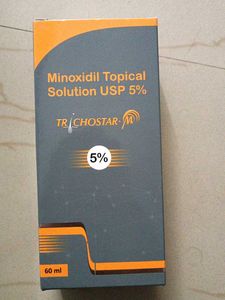 Minoxidil Topical
Solution USP 5%
TRICHOSTAR-M
5%
60 ml